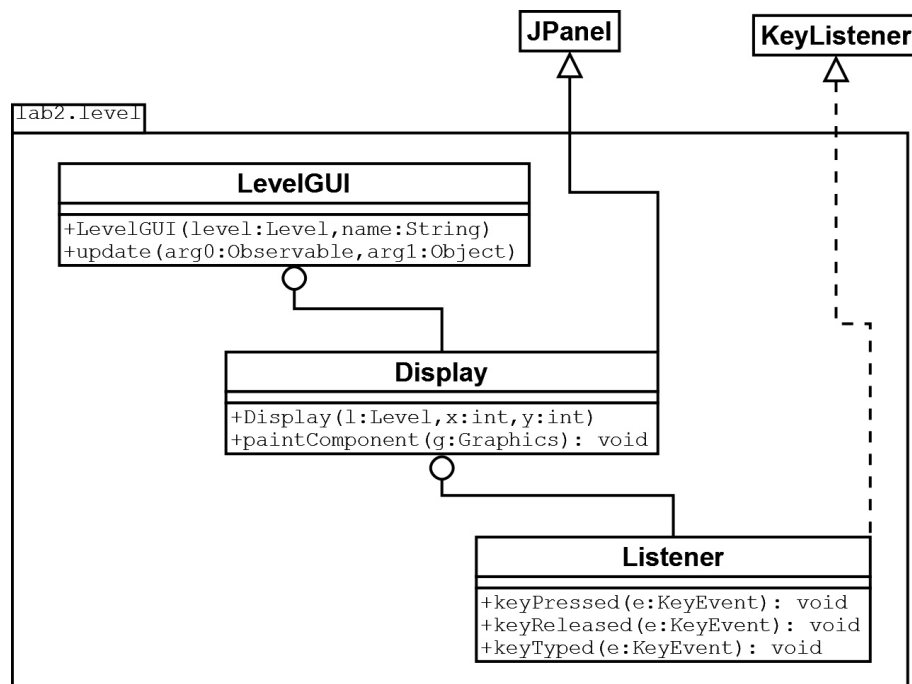 JPanel
KeyListener
lab2.level
LevelGUI
+LevelGUI(level:Level,name:String)
+update(arg0:Observable,arg1:Object)
Display
+Display(l:Level,x:int,y:int)
+paintComponent(g:Graphics): void
Listener
+keyPressed(e:KeyEvent): void
+keyReleased(e:KeyEvent): void
+keyTyped(e:KeyEvent): void